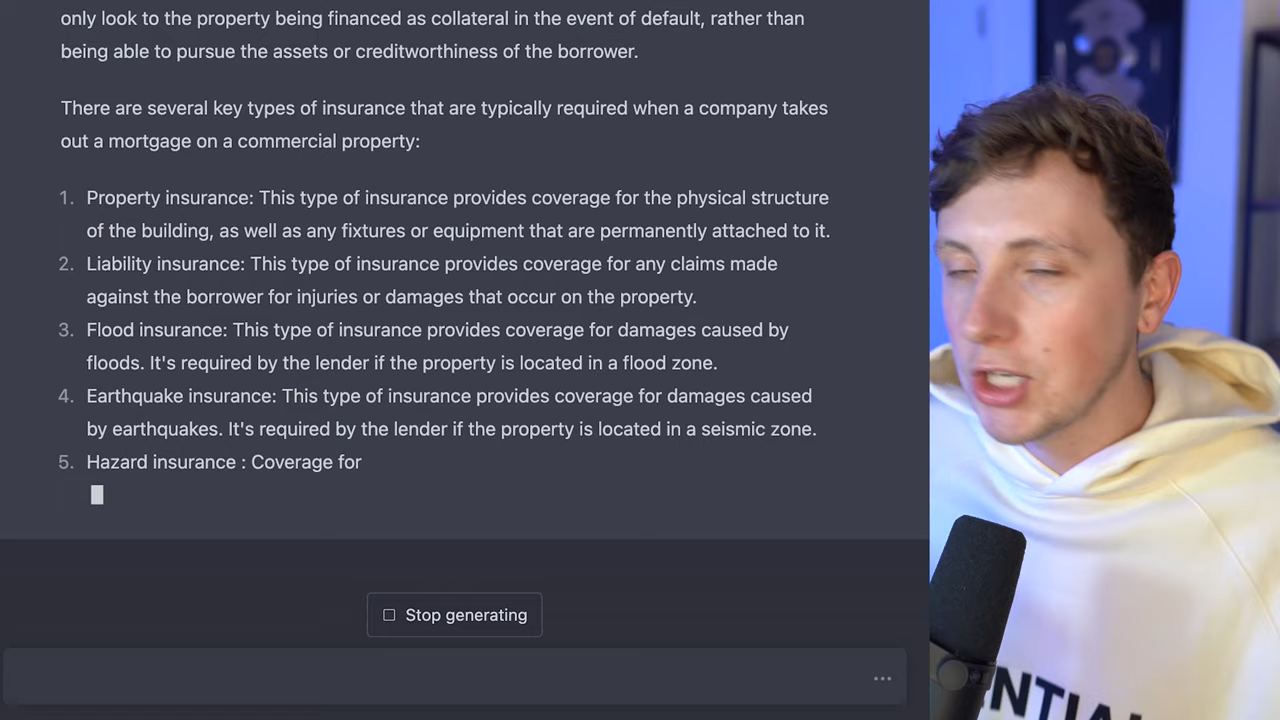 only look to the property being financed as collateral in the event of default, rather than
being able to pursue the assets or creditworthiness of the borrower.
There are several key types of insurance that are typically required when a company takes
out a mortgage on a commercial property:
1. Property insurance: This type of insurance provides coverage for the physical structure
of the building, as well as any fixtures or equipment that are permanently attached to it.
2. Liability insurance: This type of insurance provides coverage for any claims made
against the borrower for injuries or damages that occur on the property.
3. Flood insurance: This type of insurance provides coverage for damages caused by
floods. It's required by the lender if the property is located in a flood zone.
4. Earthquake insurance: This type of insurance provides coverage for damages caused
by earthquakes. It's required by the lender if the property is located in a seismic zone.
5. Hazard insurance : Coverage for
Stop generating
NTIAL